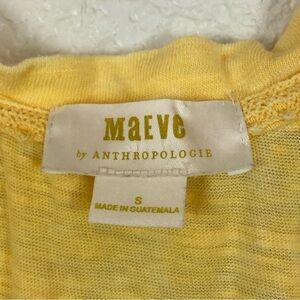 MAEVE
by ANTHROPOLOGIE
S
MADE IN GUATEMALA